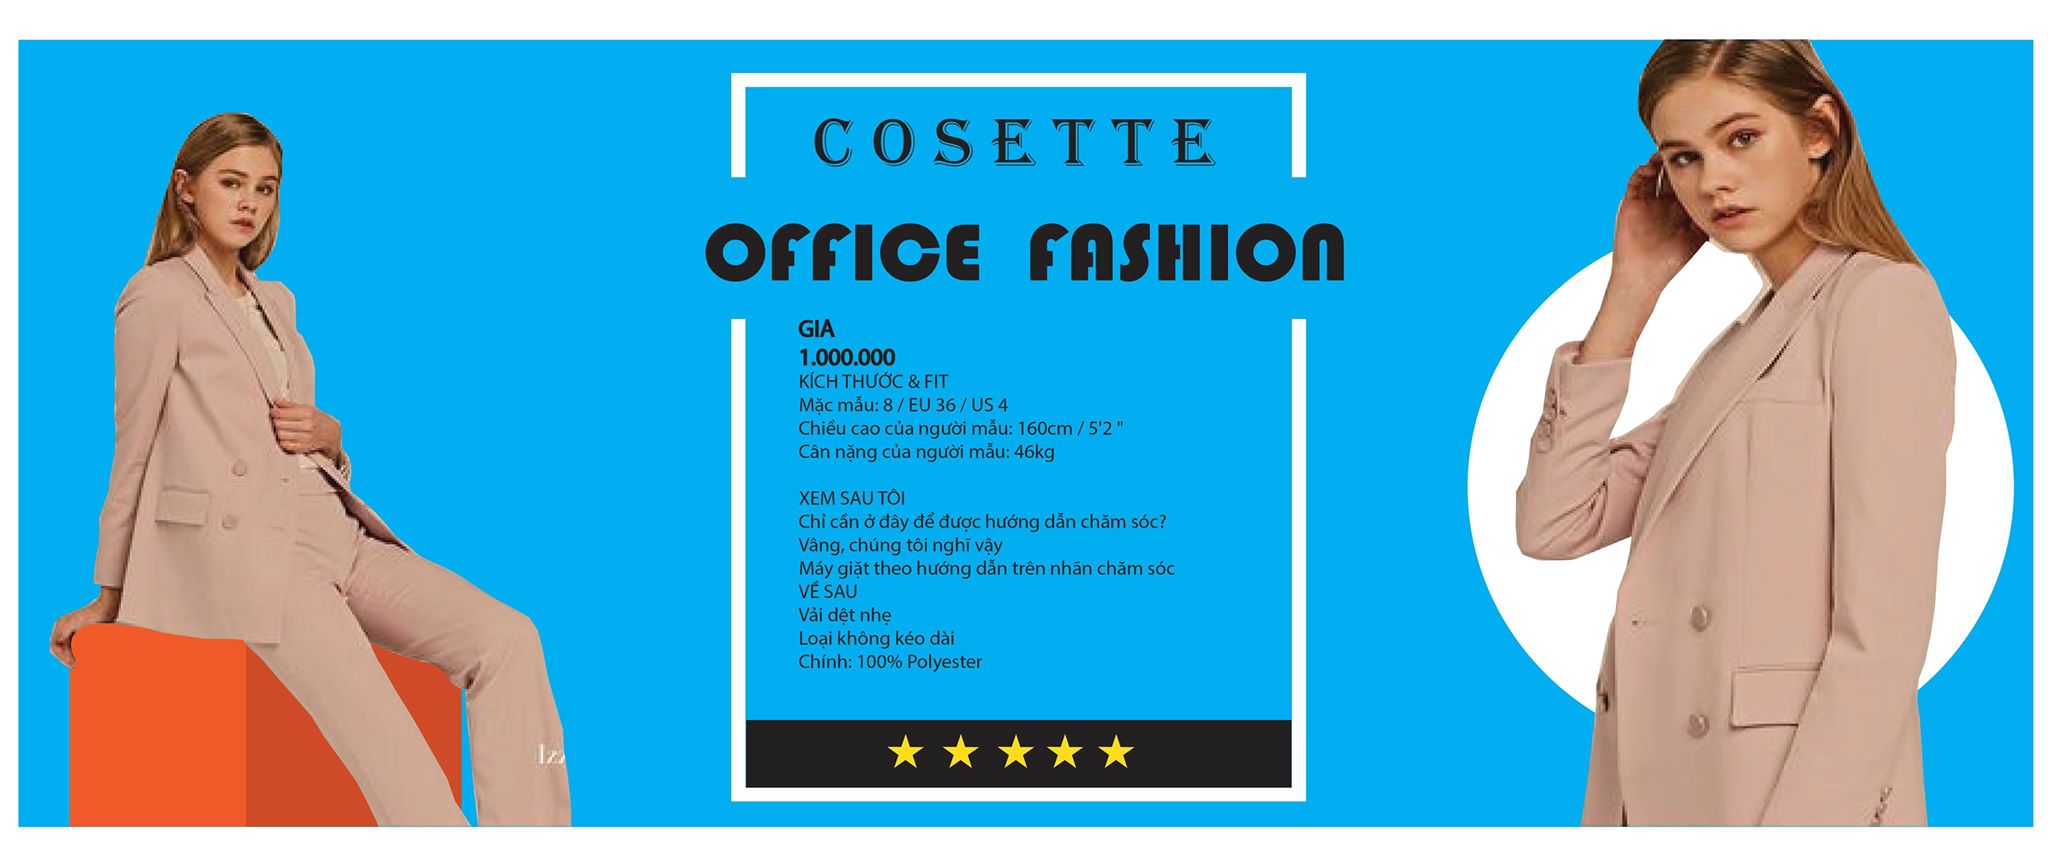 COSETTE
OFFICE FASHION
GIA
1.000.000
KÍCH THƯỚC & FIT
Mặc mẫu: 8 / EU 36 / US 4
Chiều cao của người mẫu: 160cm / 5'2 "
Cân nặng của người mẫu: 46kg
XEM SAU TÔI
Chỉ cần ở đây để được hướng dẫn chăm sóc?
Vâng, chúng tôi nghĩ vậy
Máy giặt theo hướng dẫn trên nhãn chăm sóc
VỀ SAU
Vải dệt nhẹ
Loại không kéo dài
Chính: 100% Polyester